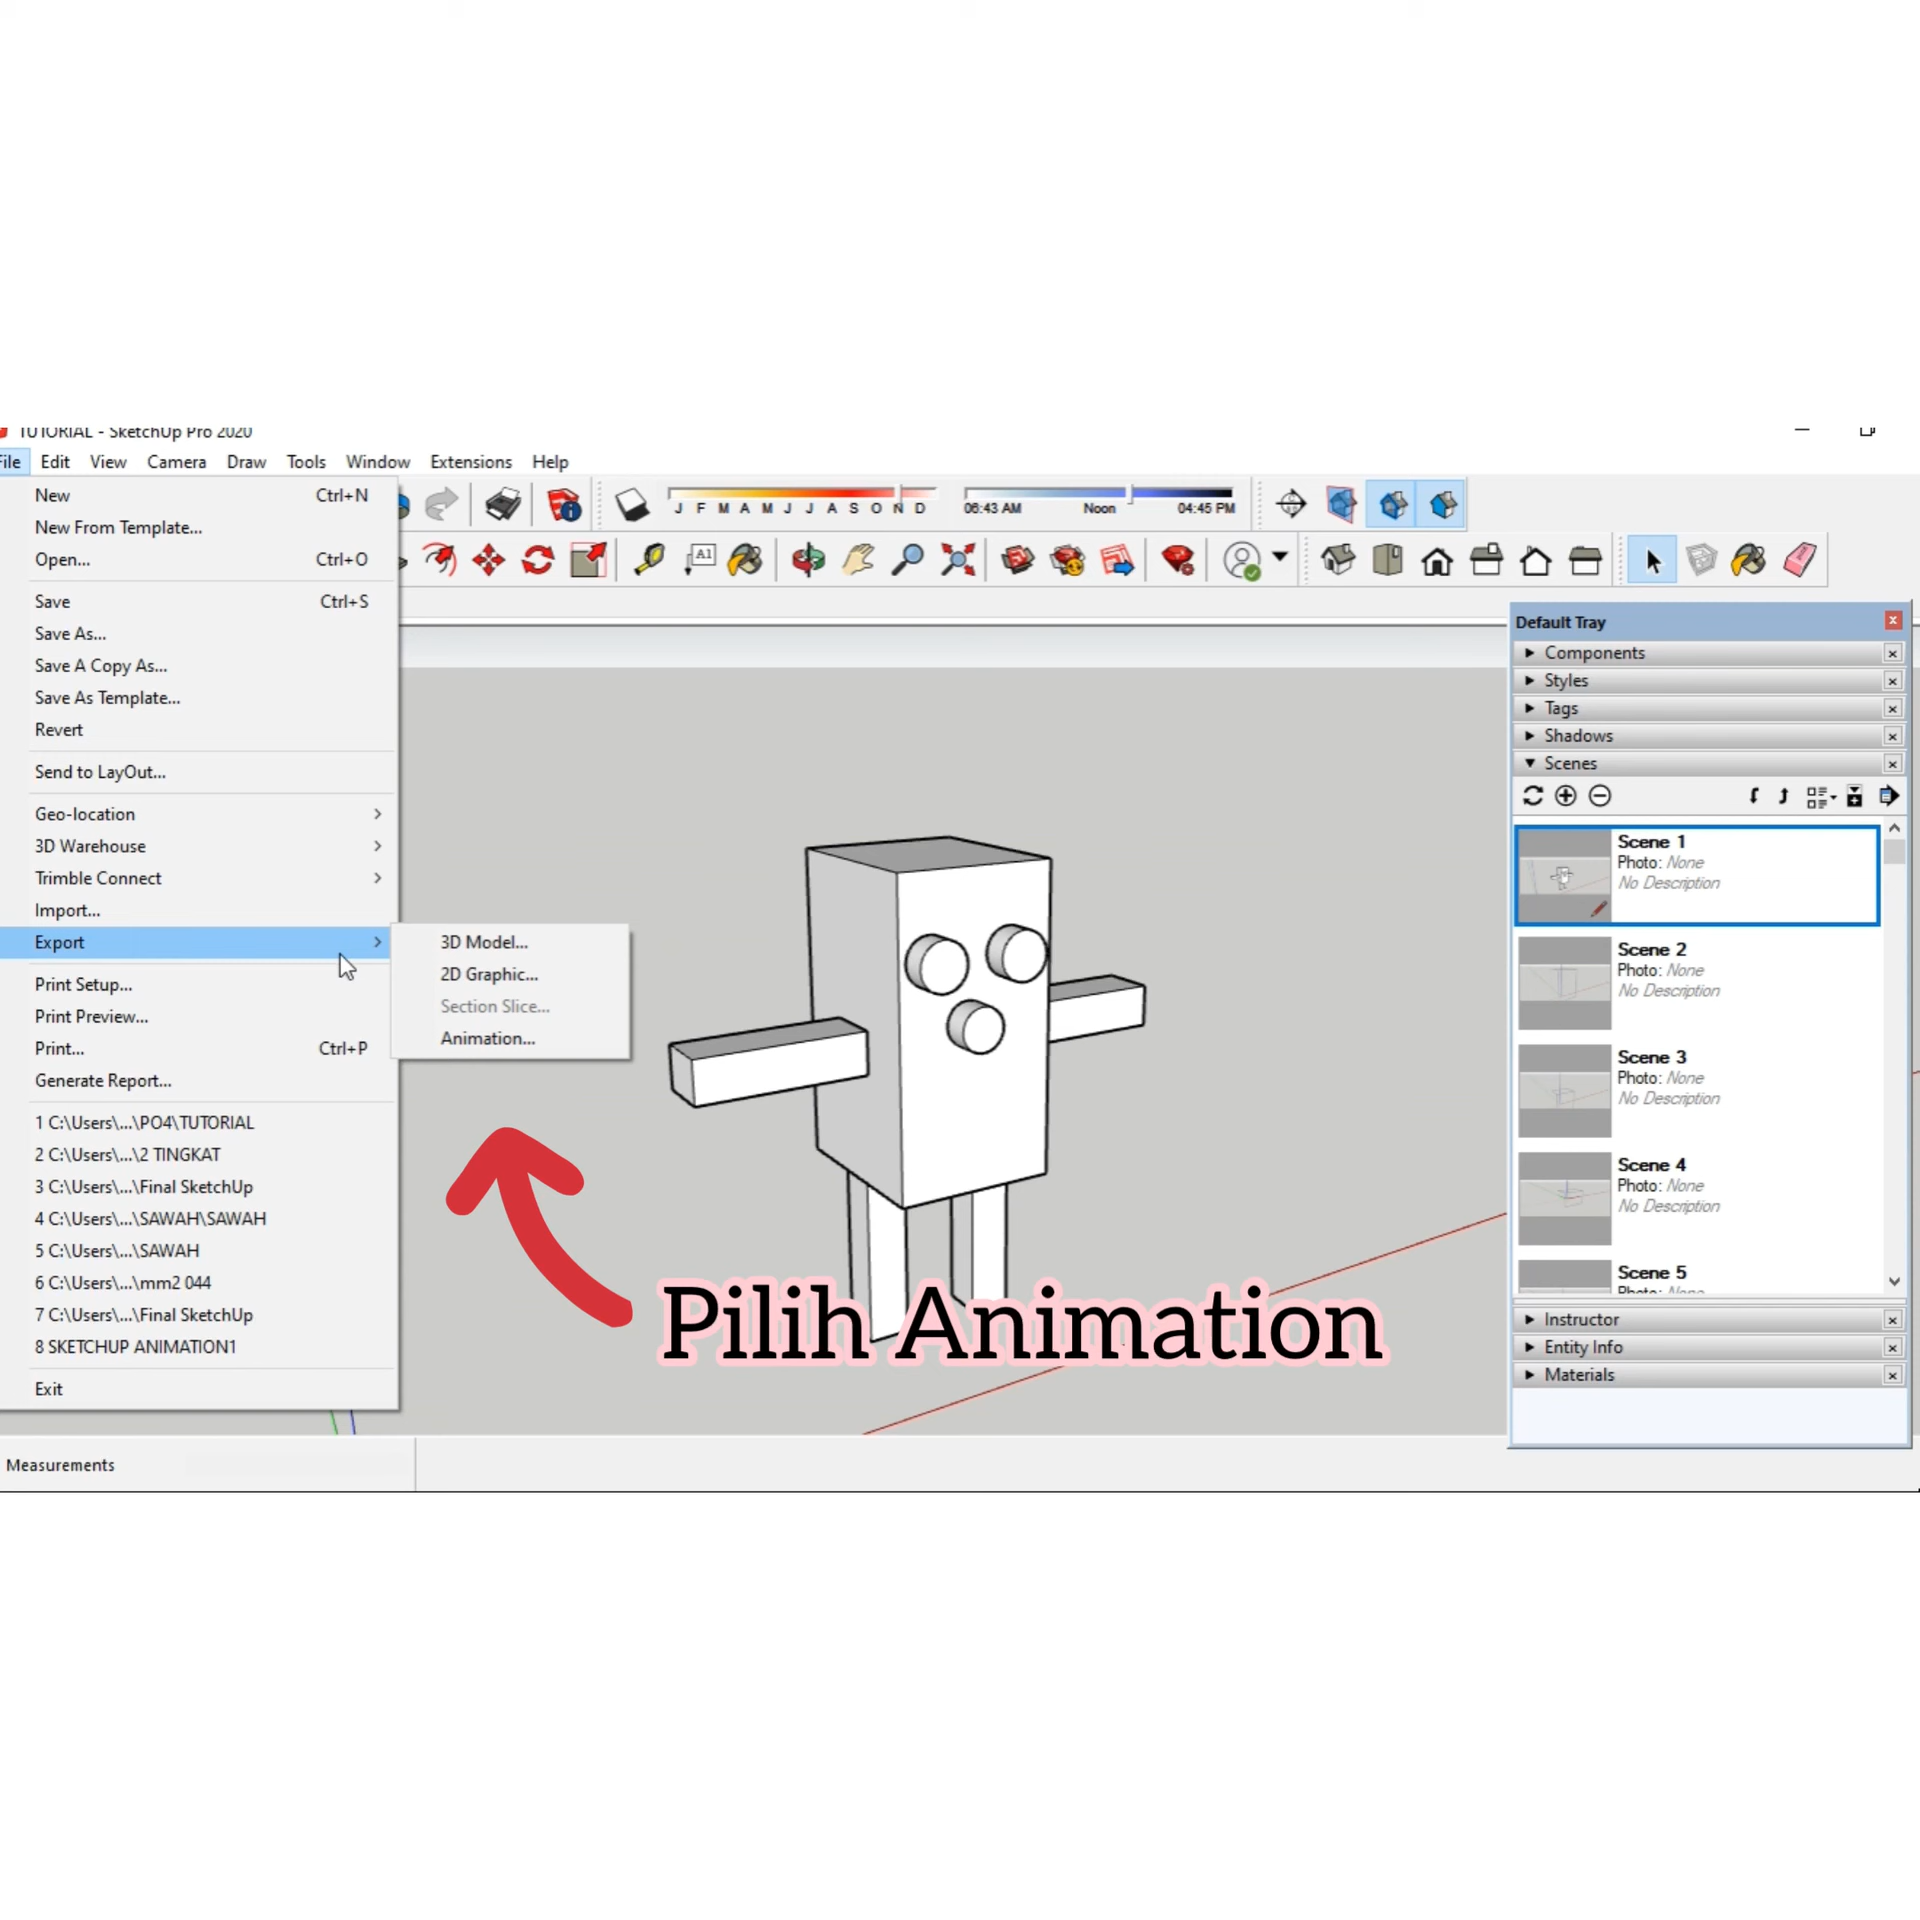 TUTORIAL - SketchUp Pro 2020
File Edit View Camera Draw Tools Window Extensions Help
New Ctrl+N
New From Template...
Open... Ctrl+O
Save Ctrl+S
Save As...
Save A Copy As...
Save As Template...
Revert
Send to LayOut...
Geo-location
3D Warehouse
Trimble Connect
Import...
Export
Print Setup...
Print Preview...
Print... Ctrl+P
Generate Report...
1 C:\Users\...\PO4\TUTORIAL
2 C:\Users\...\2 TINGKAT
3 C:\Users\...\Final SketchUp
4 C:\Users\...\SAWAH\SAWAH
5 C:\Users\...\SAWAH
6 C:\Users\...\mm2 044
7 C:\Users\...\Final SketchUp
8 SKETCHUP ANIMATION1
Exit
3D Model...
2D Graphic...
Section Slice...
Animation...
J F M A M J J A S O N D
06:43 AM Noon 04:45 PM
A1
Pilih Animation
Default Tray
Components
Styles
Tags
Shadows
Scenes
Scene 1
Photo: None
No Description
Scene 2
Photo: None
No Description
Scene 3
Photo: None
No Description
Scene 4
Photo: None
No Description
Scene 5
Photo: None
Instructor
Entity Info
Materials
Measurements